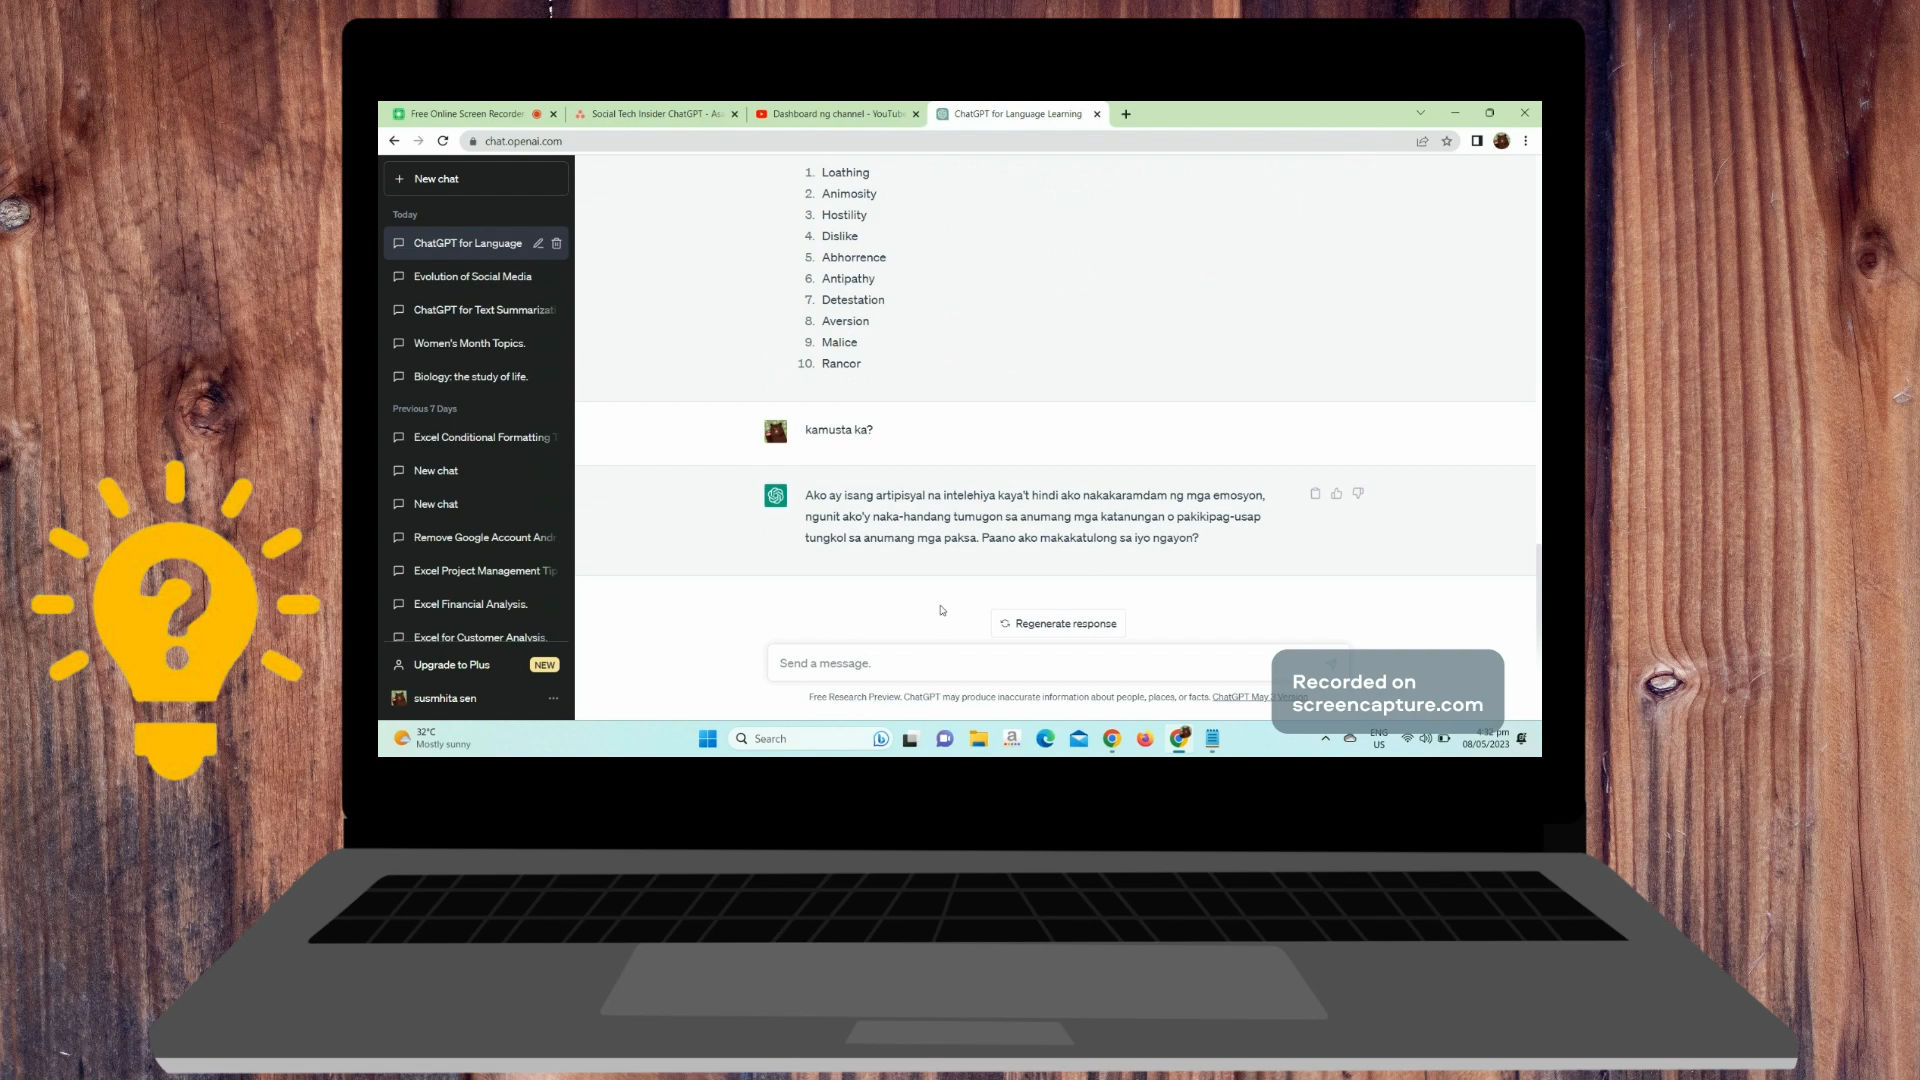 Free Online Screen Recorder
Social Tech Insider ChatGPT - As
Dashboard ng channel - YouTube
ChatGPT for Language Learning
chat.openai.com
New chat
Today
ChatGPT for Language
Evolution of Social Media
ChatGPT for Text Summarizati
Women's Month Topics.
Biology: the study of life.
Previous 7 Days
Excel Conditional Formatting T
New chat
New chat
Remove Google Account Andr
Excel Project Management Tip
Excel Financial Analysis.
Excel for Customer Analysis.
Upgrade to Plus NEW
susmhita sen
1. Loathing
2. Animosity
3. Hostility
4. Dislike
5. Abhorrence
6. Antipathy
7. Detestation
8. Aversion
9. Malice
10. Rancor
kamusta ka?
Ako ay isang artipisyal na intelehiya kaya't hindi ako nakakaramdam ng mga emosyon,
ngunit ako'y naka-handang tumugon sa anumang mga katanungan o pakikipag-usap
tungkol sa anumang mga paksa. Paano ako makakatulong sa iyo ngayon?
Regenerate response
Send a message.
Free Research Preview. ChatGPT may produce inaccurate information about people, places, or facts. ChatGPT May 3 Version
Recorded on
screencapture.com
32°C
Mostly sunny
Search
ENG
US
4:32 pm
08/05/2023